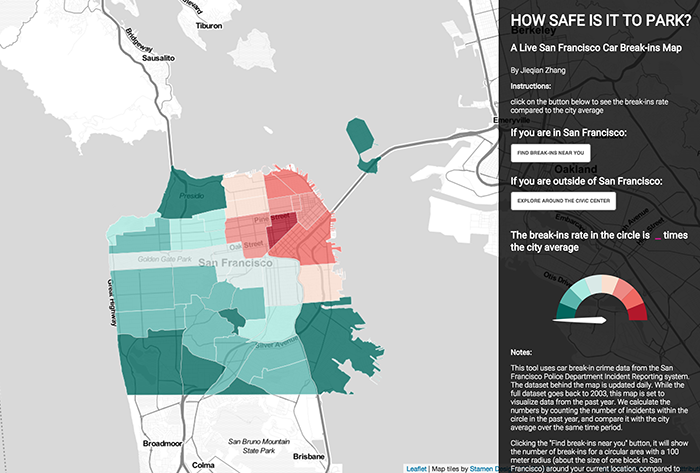 Tiburon
Bridgeway
Sausalito
Presidio
Pine Street
Oak Street
Golden Gate Park
San Francisco
Great Highway
Silver Avenue
Broadmoor
San Bruno Mountain
State Park
Colma
Brisbane
Berkeley
Emeryville
Oakland
Leaflet | Map tiles by Stamen
HOW SAFE IS IT TO PARK?
A Live San Francisco Car Break-ins Map
By Jieqian Zhang
Instructions:
click on the button below to see the break-ins rate
compared to the city average
If you are in San Francisco:
FIND BREAK-INS NEAR YOU
If you are outside of San Francisco:
EXPLORE AROUND THE CIVIC CENTER
The break-ins rate in the circle is _ times
the city average
Notes:
This tool uses car break-in crime data from the San
Francisco Police Department Incident Reporting system.
The dataset behind the map is updated daily. While the
full dataset goes back to 2003, this map is set to
visualize data from the past year. We calculate the
numbers by counting the number of incidents within the
circle in the past year, and compare it with the city
average over the same time period.
Clicking the "Find break-ins near you" button, it will show
the number of break-ins for a circular area with a 100
meter radius (about the size of one block in San
Francisco) around your current location, compared to